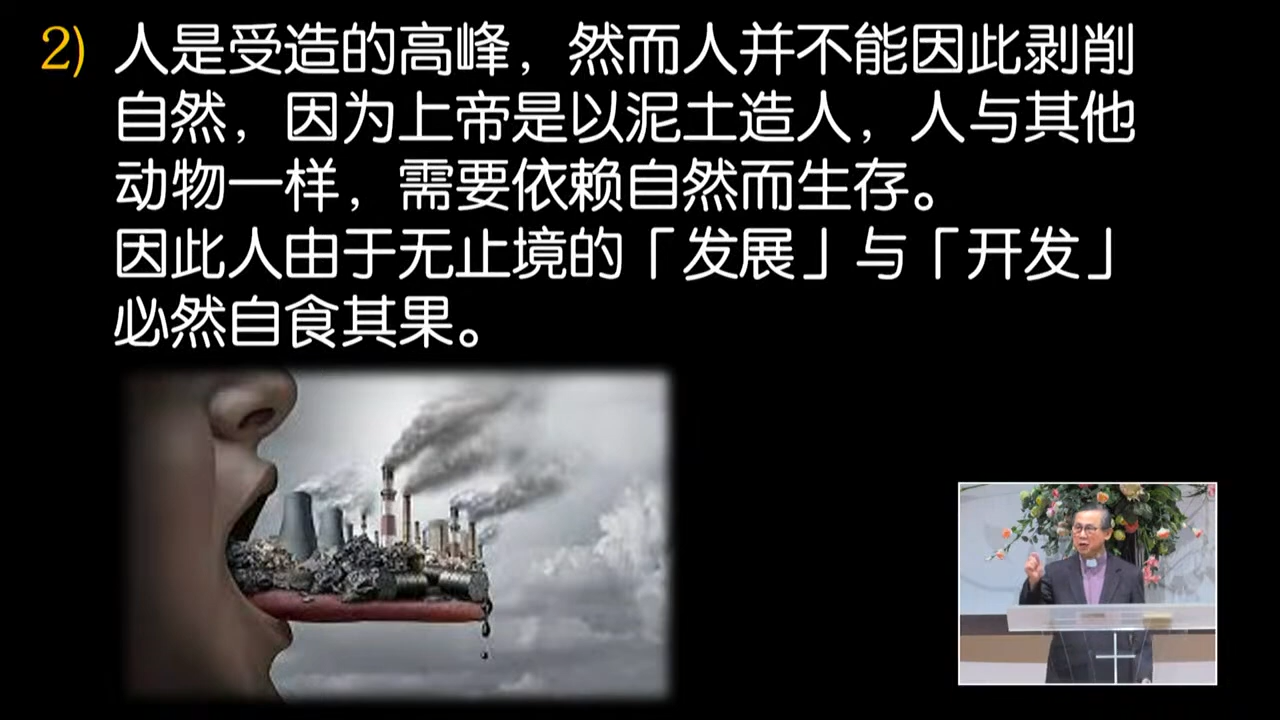 2) 人是受造的高峰，然而人并不能因此剥削
自然，因为上帝是以泥土造人，人与其他
动物一样，需要依赖自然而生存。
因此人由于无止境的「发展」与「开发」
必然自食其果。